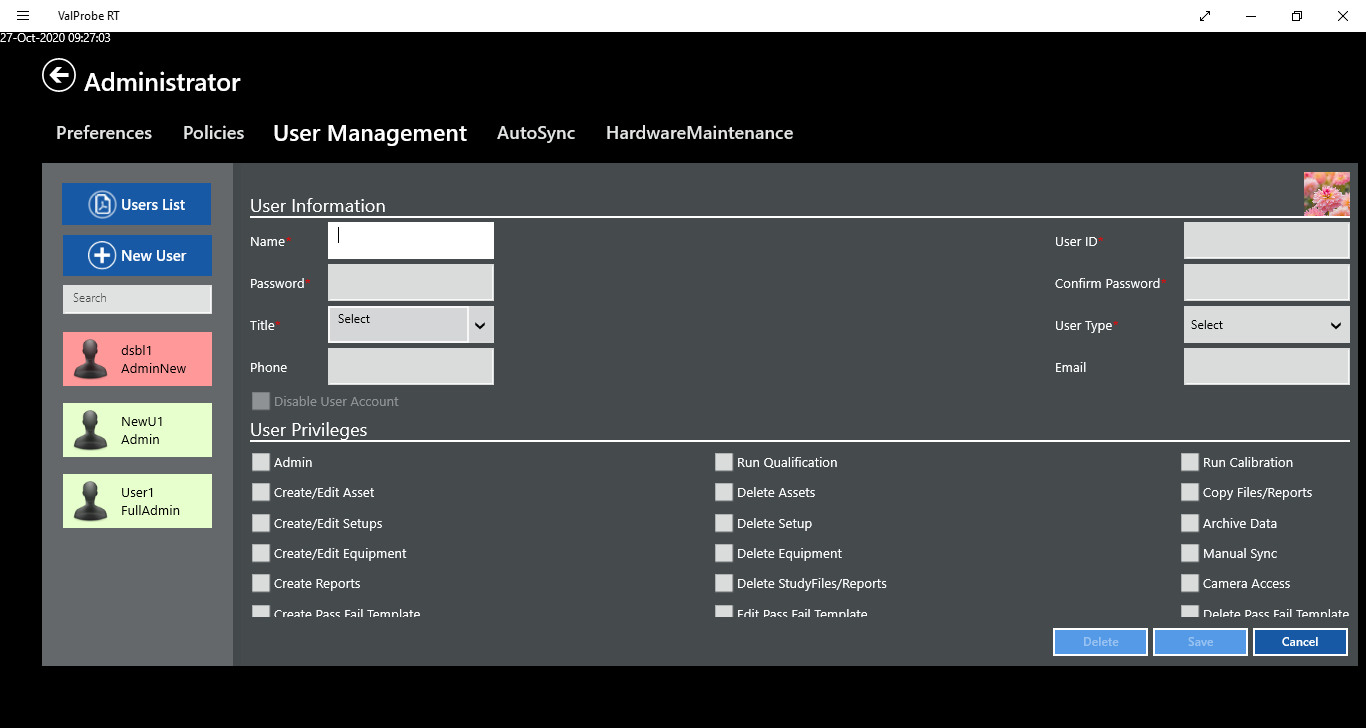 ValProbe RT
27-Oct-2020 09:27:03
Administrator
Preferences Policies User Management AutoSync HardwareMaintenance
Users List
New User
Search
dsbl1
AdminNew
NewU1
Admin
User1
FullAdmin
User Information
Name* User ID*
Password* Confirm Password*
Title* Select User Type* Select
Phone Email
Disable User Account
User Privileges
Admin Run Qualification Run Calibration
Create/Edit Asset Delete Assets Copy Files/Reports
Create/Edit Setups Delete Setup Archive Data
Create/Edit Equipment Delete Equipment Manual Sync
Create Reports Delete StudyFiles/Reports Camera Access
Create Pass Fail Template Edit Pass Fail Template Delete Pass Fail Template
Delete Save Cancel